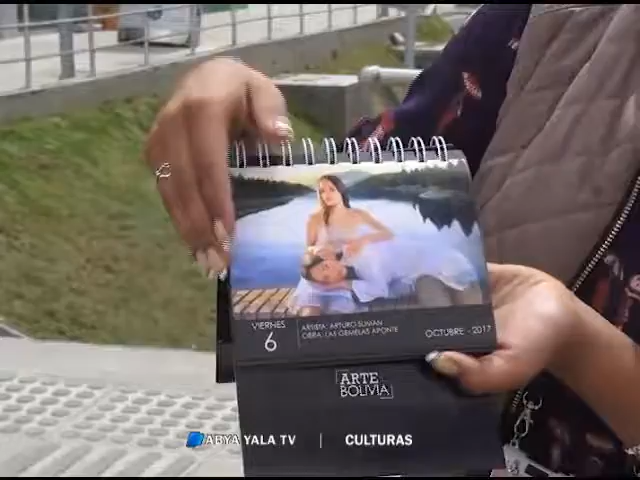 VIERNES
6
ARTISTA: ARTURO SUMAN
OBRA: LAS GEMELAS APONTE
OCTUBRE - 2017
ARTE
BOLIVIA
ABYA YALA TV | CULTURAS